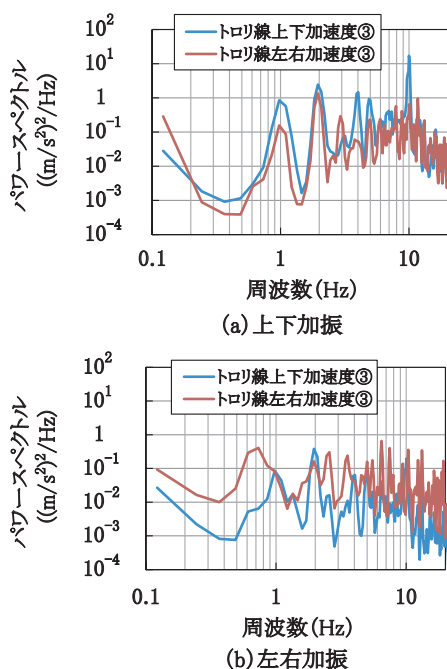 トロリ線上下加速度③
トロリ線左右加速度③
パワースペクトル
((m/s²)²/Hz)
10²
10¹
1
10⁻¹
10⁻²
10⁻³
10⁻⁴
0.1
1
10
周波数(Hz)
(a)上下加振
トロリ線上下加速度③
トロリ線左右加速度③
パワースペクトル
((m/s²)²/Hz)
10²
10¹
1
10⁻¹
10⁻²
10⁻³
10⁻⁴
0.1
1
10
周波数(Hz)
(b)左右加振